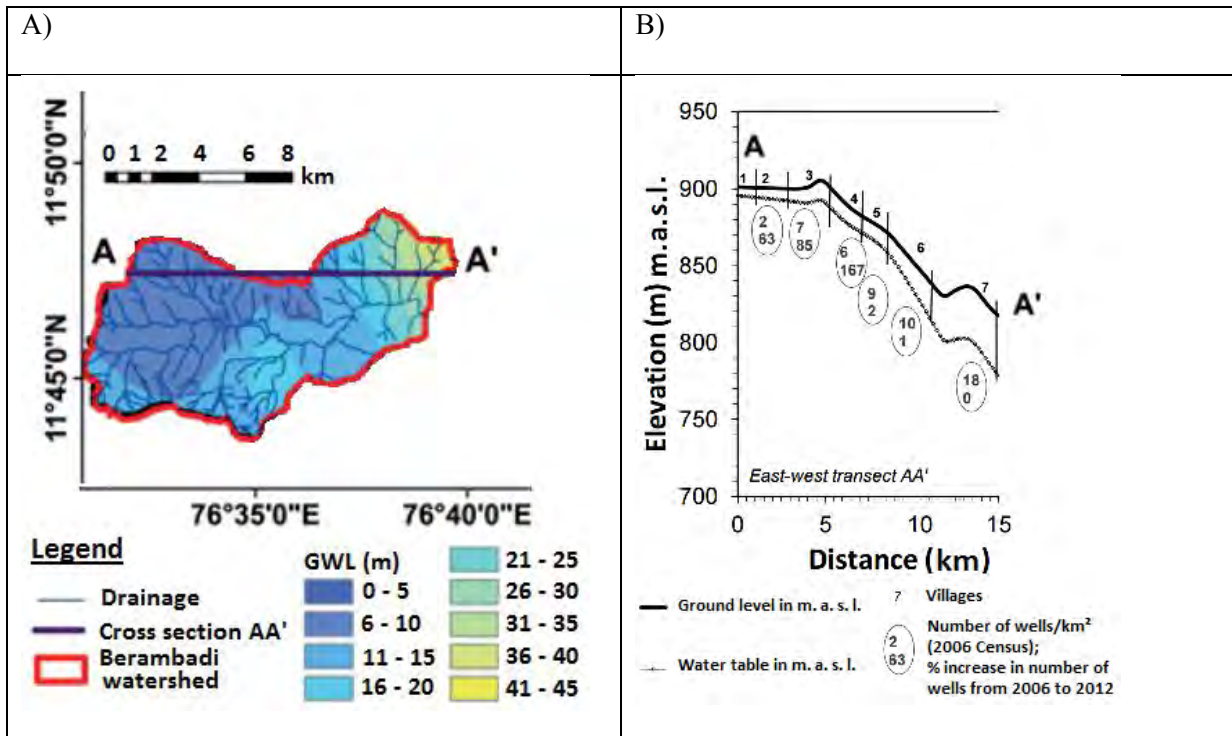 A)
B)
0 1 2 4 6 8
km
11°50'0"N
A
A'
11°45'0"N
76°35'0"E
76°40'0"E
Legend
Drainage
Cross section AA'
Berambadi
watershed
GWL (m)
0 - 5
6 - 10
11 - 15
16 - 20
21 - 25
26 - 30
31 - 35
36 - 40
41 - 45
Elevation (m) m.a.s.l.
950
900
850
800
750
700
A
1 2 3 4 5 6 7
A'
2
63
7
85
6
167
9
2
10
1
18
0
East-west transect AA'
0 5 10 15
Distance (km)
Ground level in m. a. s. l.
Water table in m. a. s. l.
7 Villages
2
63
Number of wells/km²
(2006 Census);
% increase in number of
wells from 2006 to 2012